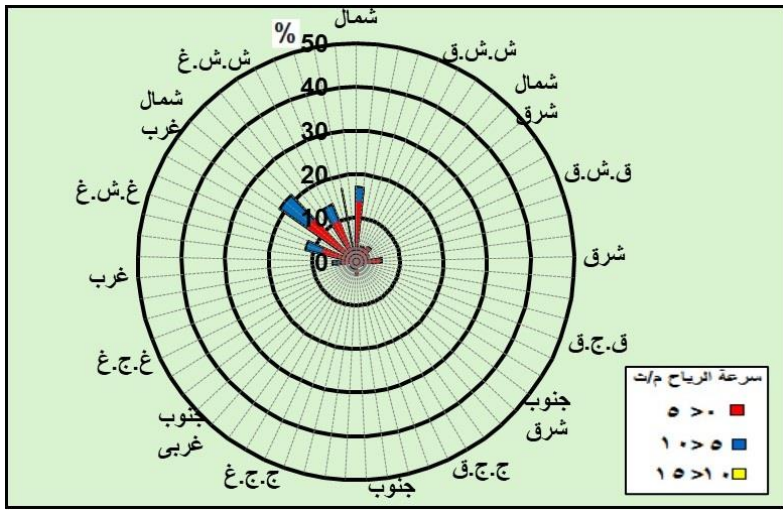 شمال
%
50
40
30
20
10
0
ش.ش.ق
شمال
شرق
ق.ش.ق
شرق
ق.ج.ق
جنوب
شرق
ج.ج.ق
جنوب
ج.ج.غ
جنوب
غربى
غ.ج.غ
غرب
غ.ش.غ
شمال
غرب
ش.ش.غ
سرعة الرياح م/ث
٠ < ٥
٥ < ١٠
١٠ < ١٥